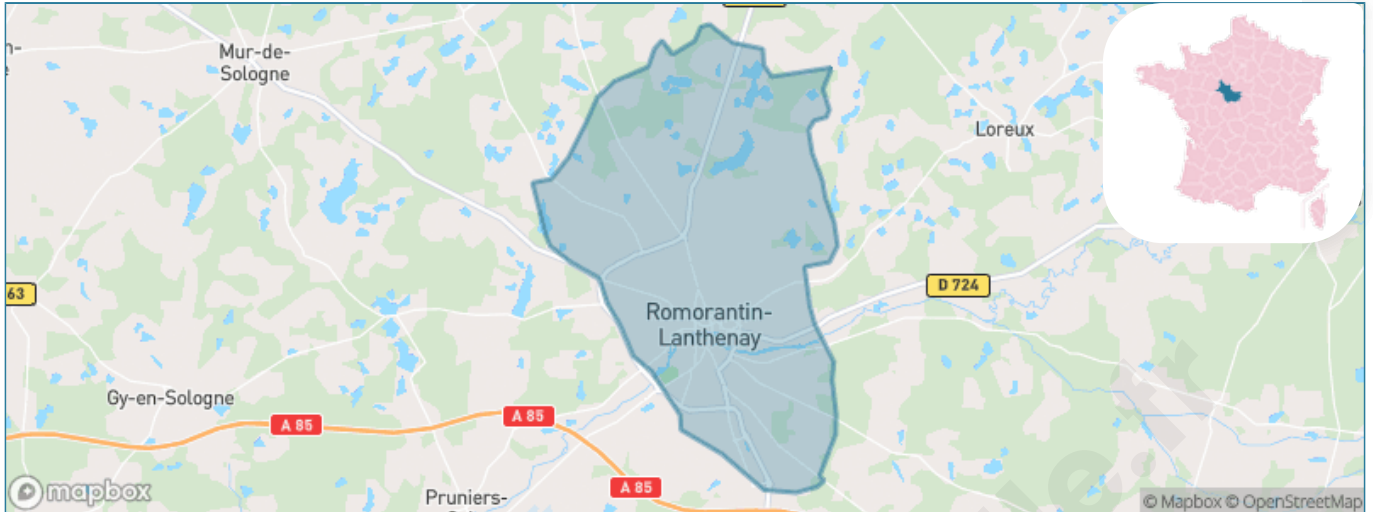 Mur-de-
Sologne
Loreux
63
D 724
Romorantin-
Lanthenay
Gy-en-Sologne
A 85
A 85
A 85
Pruniers-
mapbox
© Mapbox © OpenStreetMap